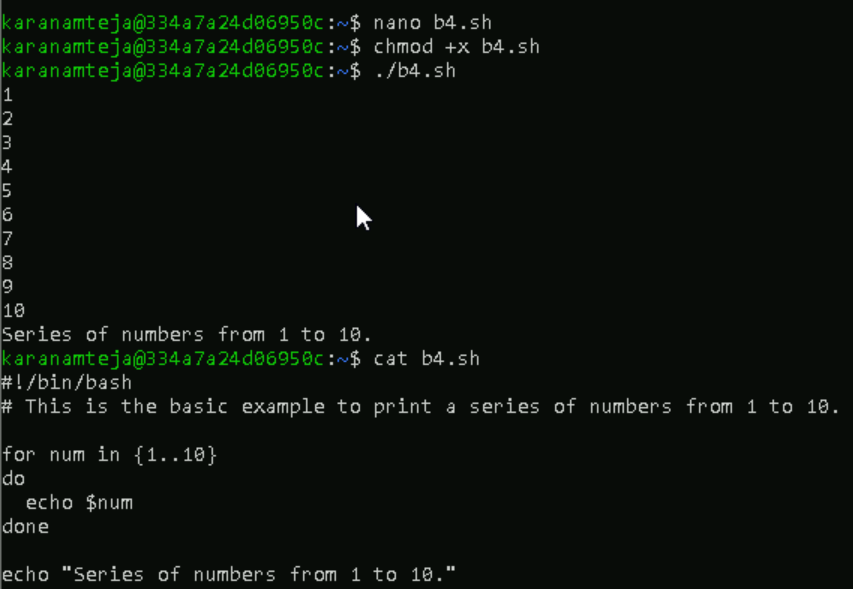 karanamteja@334a7a24d06950c:~$ nano b4.sh
karanamteja@334a7a24d06950c:~$ chmod +x b4.sh
karanamteja@334a7a24d06950c:~$ ./b4.sh
1
2
3
4
5
6
7
8
9
10
Series of numbers from 1 to 10.
karanamteja@334a7a24d06950c:~$ cat b4.sh
#!/bin/bash
# This is the basic example to print a series of numbers from 1 to 10.
for num in {1..10}
do
  echo $num
done
echo "Series of numbers from 1 to 10."